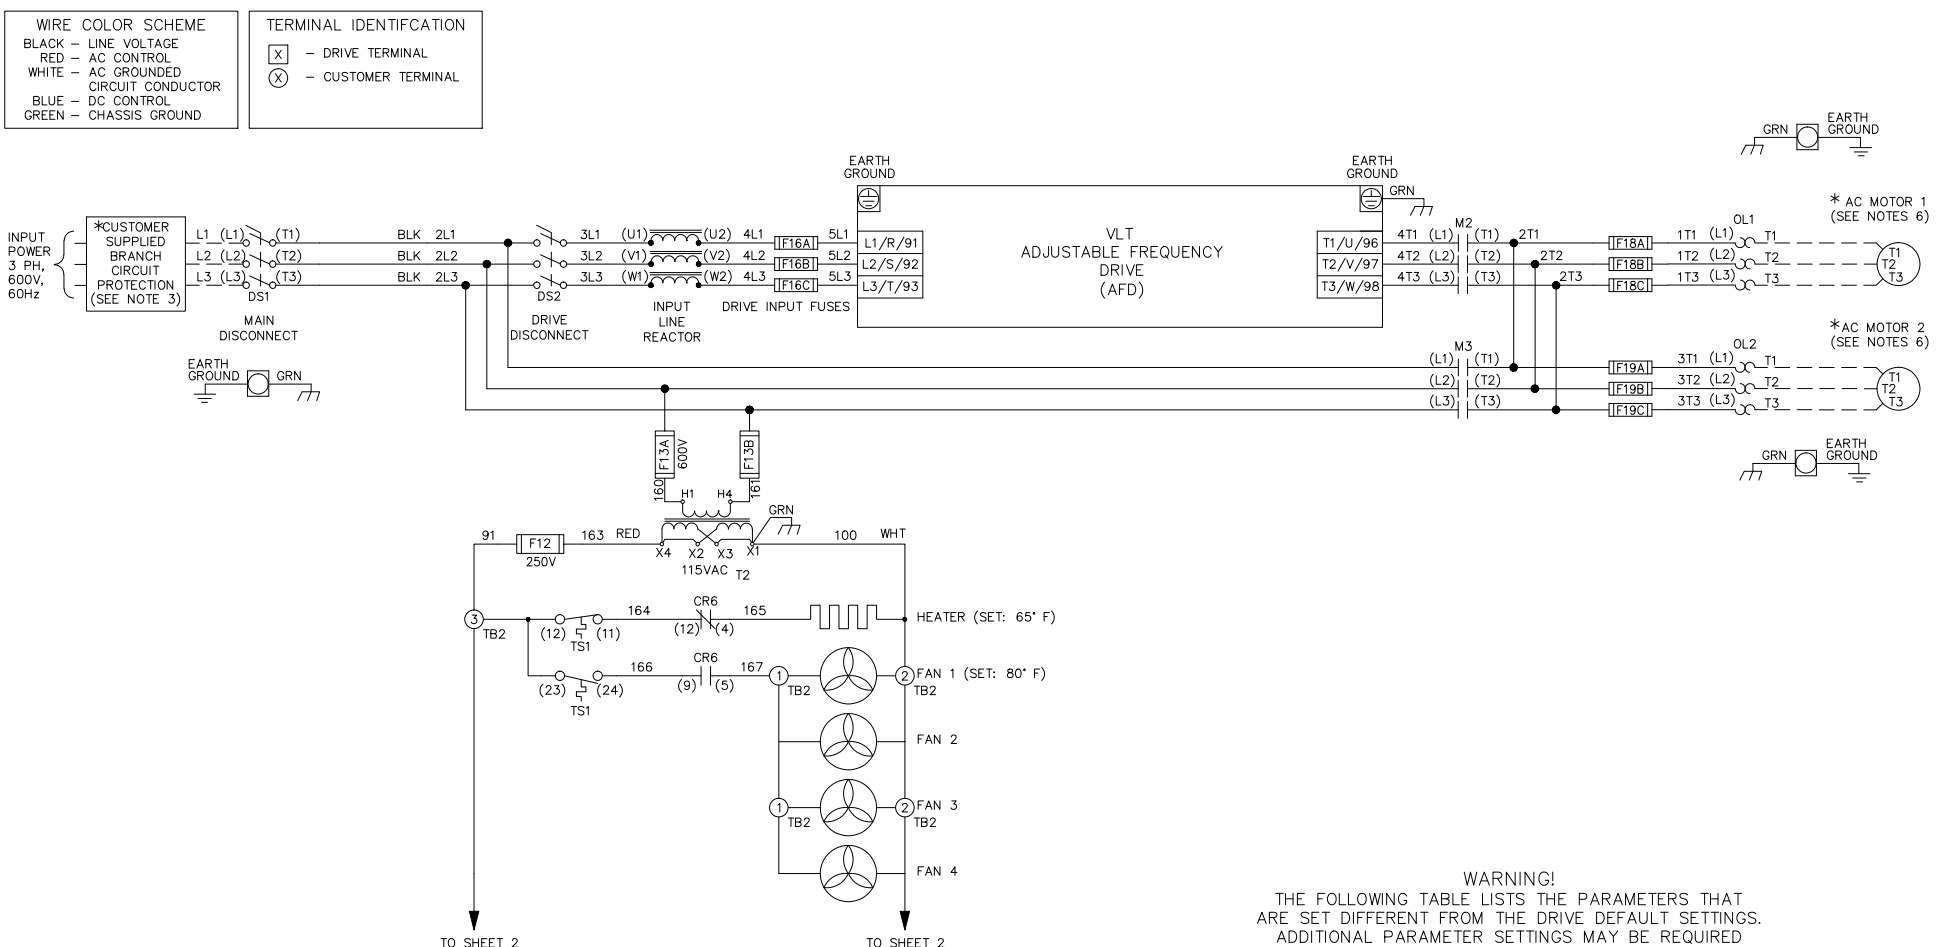 WIRE COLOR SCHEME
BLACK – LINE VOLTAGE
RED – AC CONTROL
WHITE – AC GROUNDED
CIRCUIT CONDUCTOR
BLUE – DC CONTROL
GREEN – CHASSIS GROUND
TERMINAL IDENTIFCATION
X – DRIVE TERMINAL
X – CUSTOMER TERMINAL
INPUT
POWER
3 PH,
600V,
60Hz
*CUSTOMER
SUPPLIED
BRANCH
CIRCUIT
PROTECTION
(SEE NOTE 3)
L1 (L1) (T1)
L2 (L2) (T2)
L3 (L3) (T3)
DS1
MAIN
DISCONNECT
EARTH
GROUND
GRN
BLK 2L1
BLK 2L2
BLK 2L3
DS2
DRIVE
DISCONNECT
3L1 (U1) (U2) 4L1 F16A 5L1
3L2 (V1) (V2) 4L2 F16B 5L2
3L3 (W1) (W2) 4L3 F16C 5L3
INPUT
LINE
REACTOR
DRIVE INPUT FUSES
EARTH
GROUND
L1/R/91
L2/S/92
L3/T/93
VLT
ADJUSTABLE FREQUENCY
DRIVE
(AFD)
EARTH
GROUND
GRN
T1/U/96
T2/V/97
T3/W/98
M2
4T1 (L1) (T1) 2T1 F18A 1T1 (L1) T1
4T2 (L2) (T2) 2T2 F18B 1T2 (L2) T2
4T3 (L3) (T3) 2T3 F18C 1T3 (L3) T3
OL1
GRN
EARTH
GROUND
* AC MOTOR 1
(SEE NOTES 6)
T1
T2
T3
M3
(L1) (T1) F19A 3T1 (L1) T1
(L2) (T2) F19B 3T2 (L2) T2
(L3) (T3) F19C 3T3 (L3) T3
OL2
*AC MOTOR 2
(SEE NOTES 6)
T1
T2
T3
GRN
EARTH
GROUND
F13A
600V
F13B
160
161
H1 H4
GRN
91 F12 163 RED
250V
X4 X2 X3 X1
115VAC T2
100 WHT
3
TB2
(12) (11)
TS1
164
CR6
(12) (4)
165
HEATER (SET: 65° F)
(23) (24)
TS1
166
CR6
(9) (5)
167
1
TB2
2
TB2
FAN 1 (SET: 80° F)
FAN 2
1
TB2
2
TB2
FAN 3
FAN 4
TO SHEET 2
TO SHEET 2
WARNING!
THE FOLLOWING TABLE LISTS THE PARAMETERS THAT
ARE SET DIFFERENT FROM THE DRIVE DEFAULT SETTINGS.
ADDITIONAL PARAMETER SETTINGS MAY BE REQUIRED